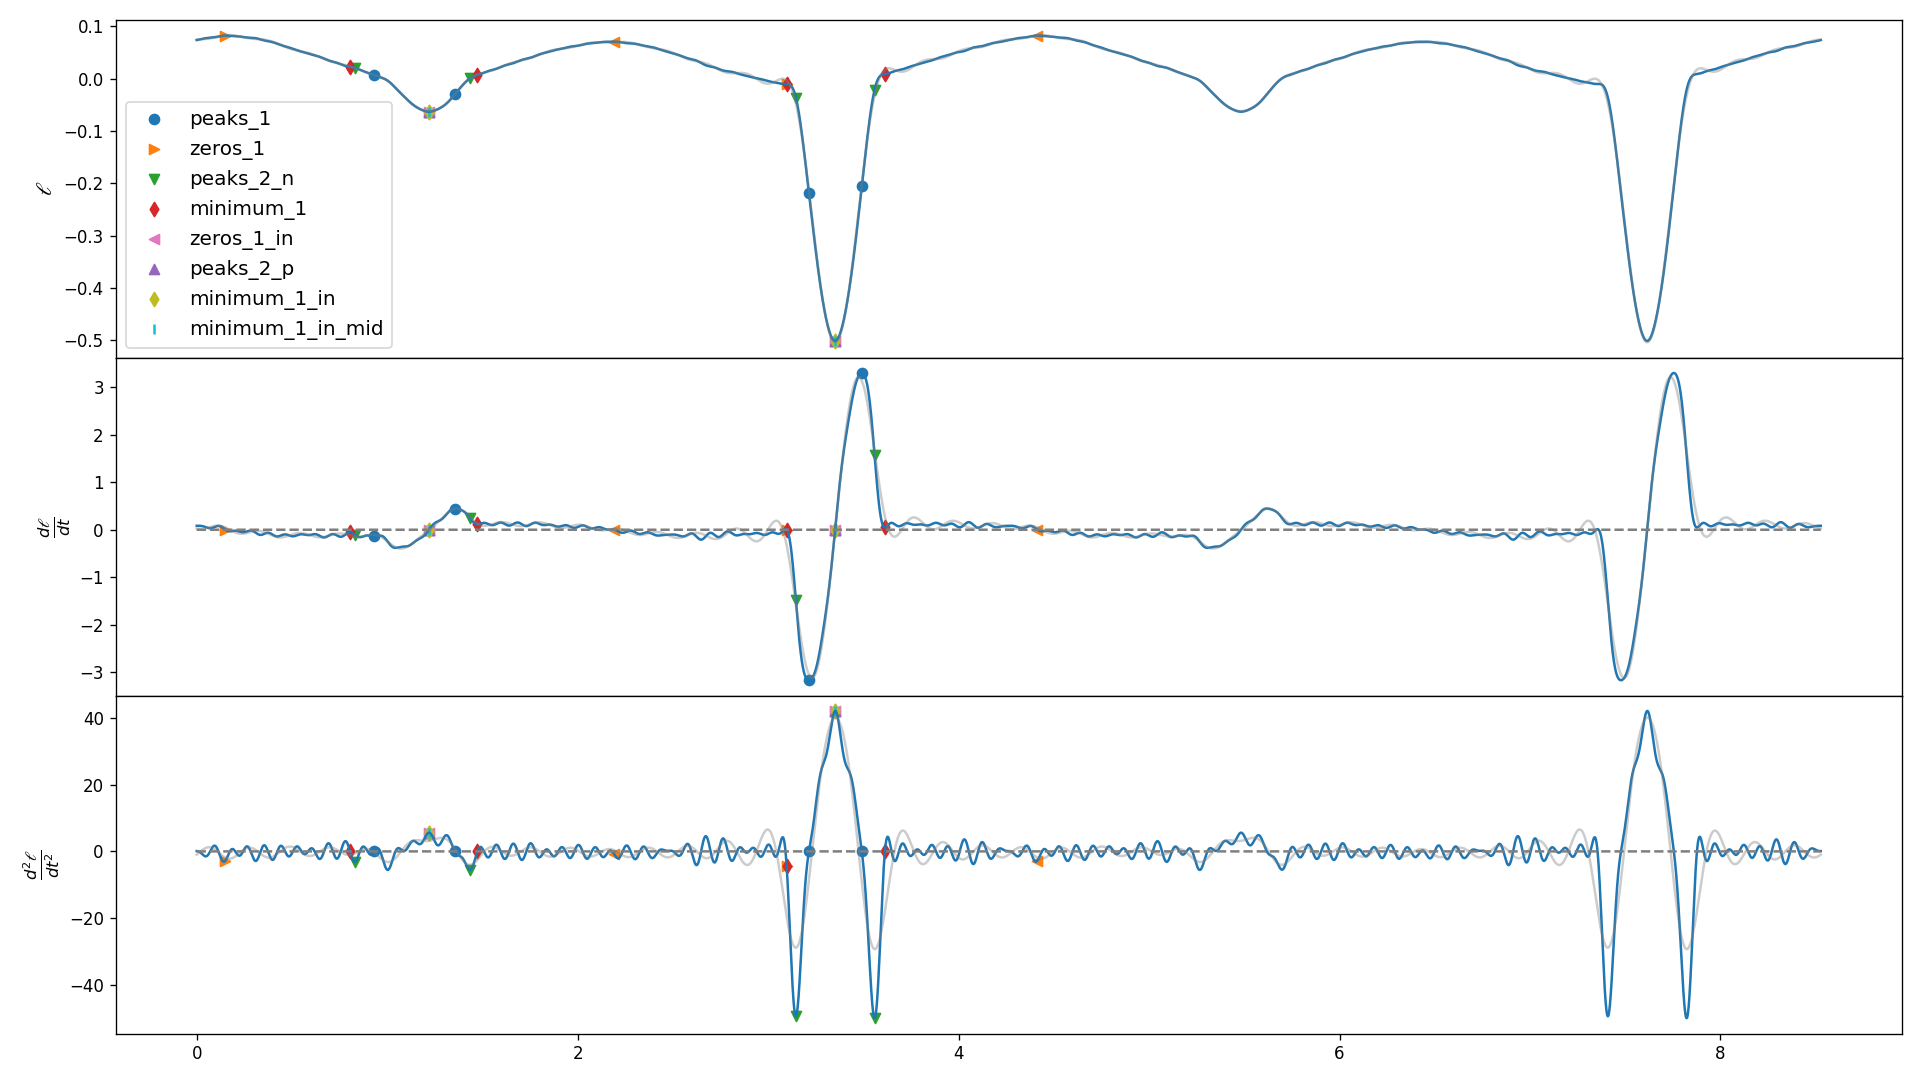 0.1
0.0
−0.1
−0.2
−0.3
−0.4
−0.5
ℓ
peaks_1
zeros_1
peaks_2_n
minimum_1
zeros_1_in
peaks_2_p
minimum_1_in
minimum_1_in_mid
3
2
1
0
−1
−2
−3
dℓ/dt
40
20
0
−20
−40
d²ℓ/dt²
0 2 4 6 8